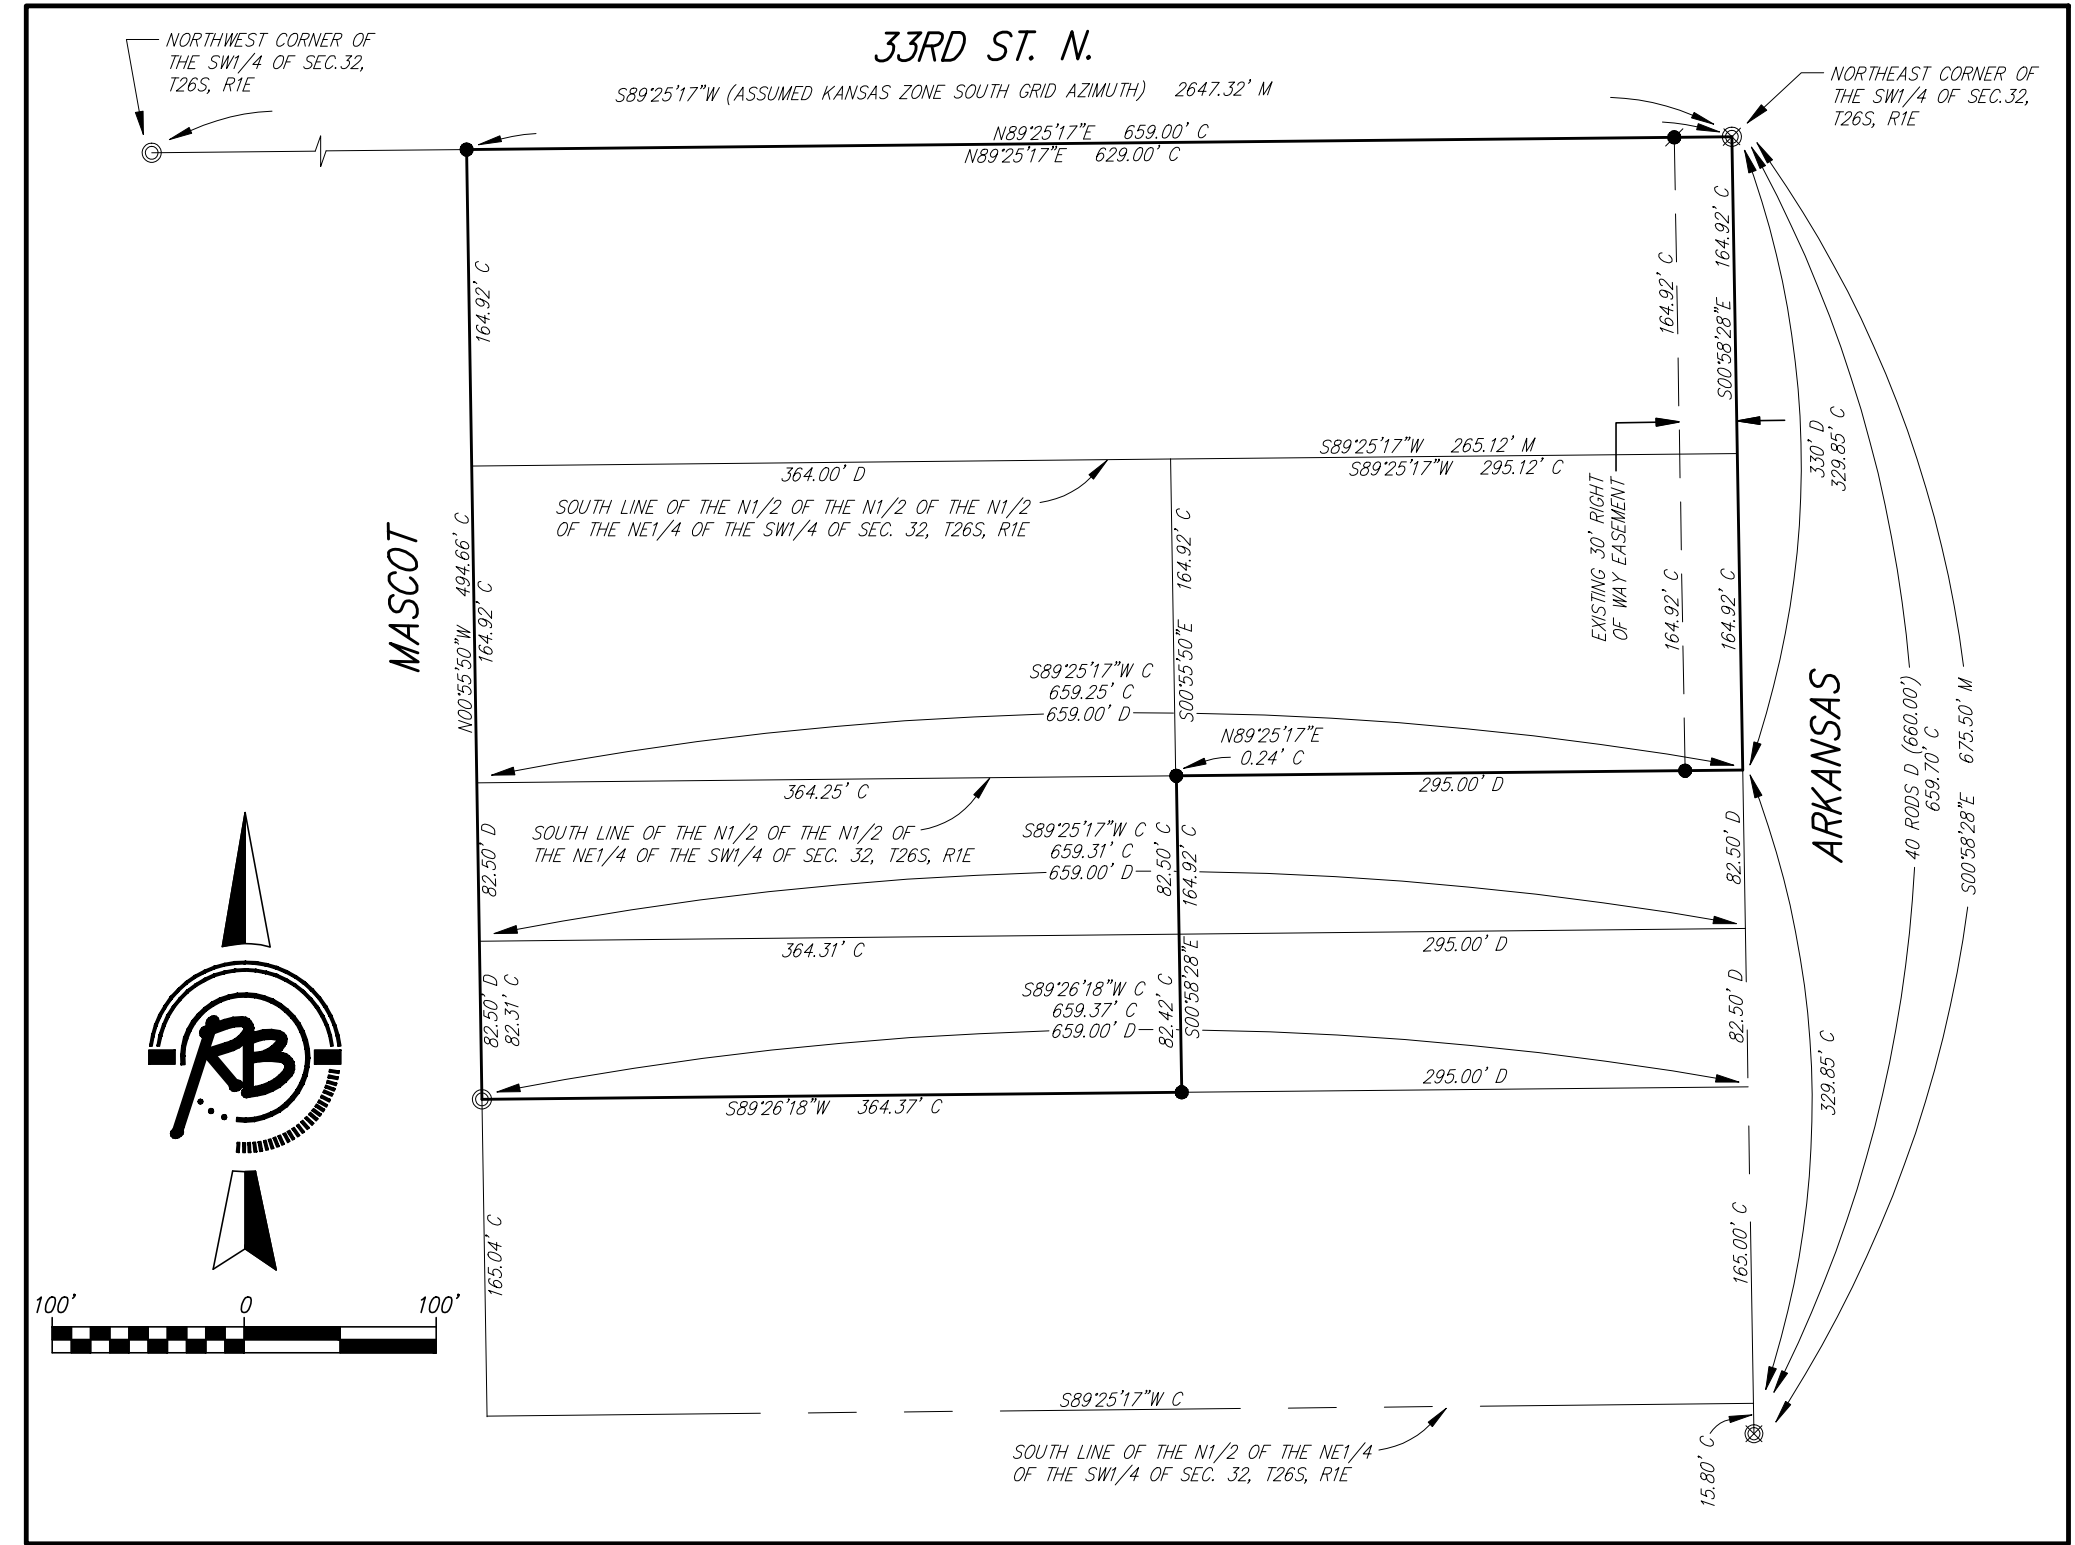 NORTHWEST CORNER OF
THE SW1/4 OF SEC.32,
T26S, R1E
33RD ST. N.
S89°25'17"W (ASSUMED KANSAS ZONE SOUTH GRID AZIMUTH) 2647.32' M
NORTHEAST CORNER OF
THE SW1/4 OF SEC.32,
T26S, R1E
N89°25'17"E 659.00' C
N89°25'17"E 629.00' C
164.92' C
164.92' C
164.92' C
S00°58'28"E
S89°25'17"W 265.12' M
S89°25'17"W 295.12' C
364.00' D
SOUTH LINE OF THE N1/2 OF THE N1/2 OF THE N1/2
OF THE NE1/4 OF THE SW1/4 OF SEC. 32, T26S, R1E
330' D
329.85' C
EXISTING 30' RIGHT
OF WAY EASEMENT
MASCOT
N00°55'50"W 494.66' C
164.92' C
S00°55'50"E 164.92' C
164.92' C
164.92' C
S89°25'17"W C
659.25' C
659.00' D
N89°25'17"E
0.24' C
364.25' C
295.00' D
ARKANSAS
40 RODS D (660.00')
659.70' C
S00°58'28"E 675.50' M
82.50' D
SOUTH LINE OF THE N1/2 OF THE N1/2 OF
THE NE1/4 OF THE SW1/4 OF SEC. 32, T26S, R1E
S89°25'17"W C
659.31' C
659.00' D
82.50' C
S00°58'28"E 164.92' C
82.50' D
364.31' C
295.00' D
82.50' D
82.31' C
S89°26'18"W C
659.37' C
659.00' D
82.42' C
82.50' D
295.00' D
S89°26'18"W 364.37' C
329.85' C
RB
165.04' C
165.00' C
100' 0 100'
S89°25'17"W C
SOUTH LINE OF THE N1/2 OF THE NE1/4
OF THE SW1/4 OF SEC. 32, T26S, R1E
15.80' C